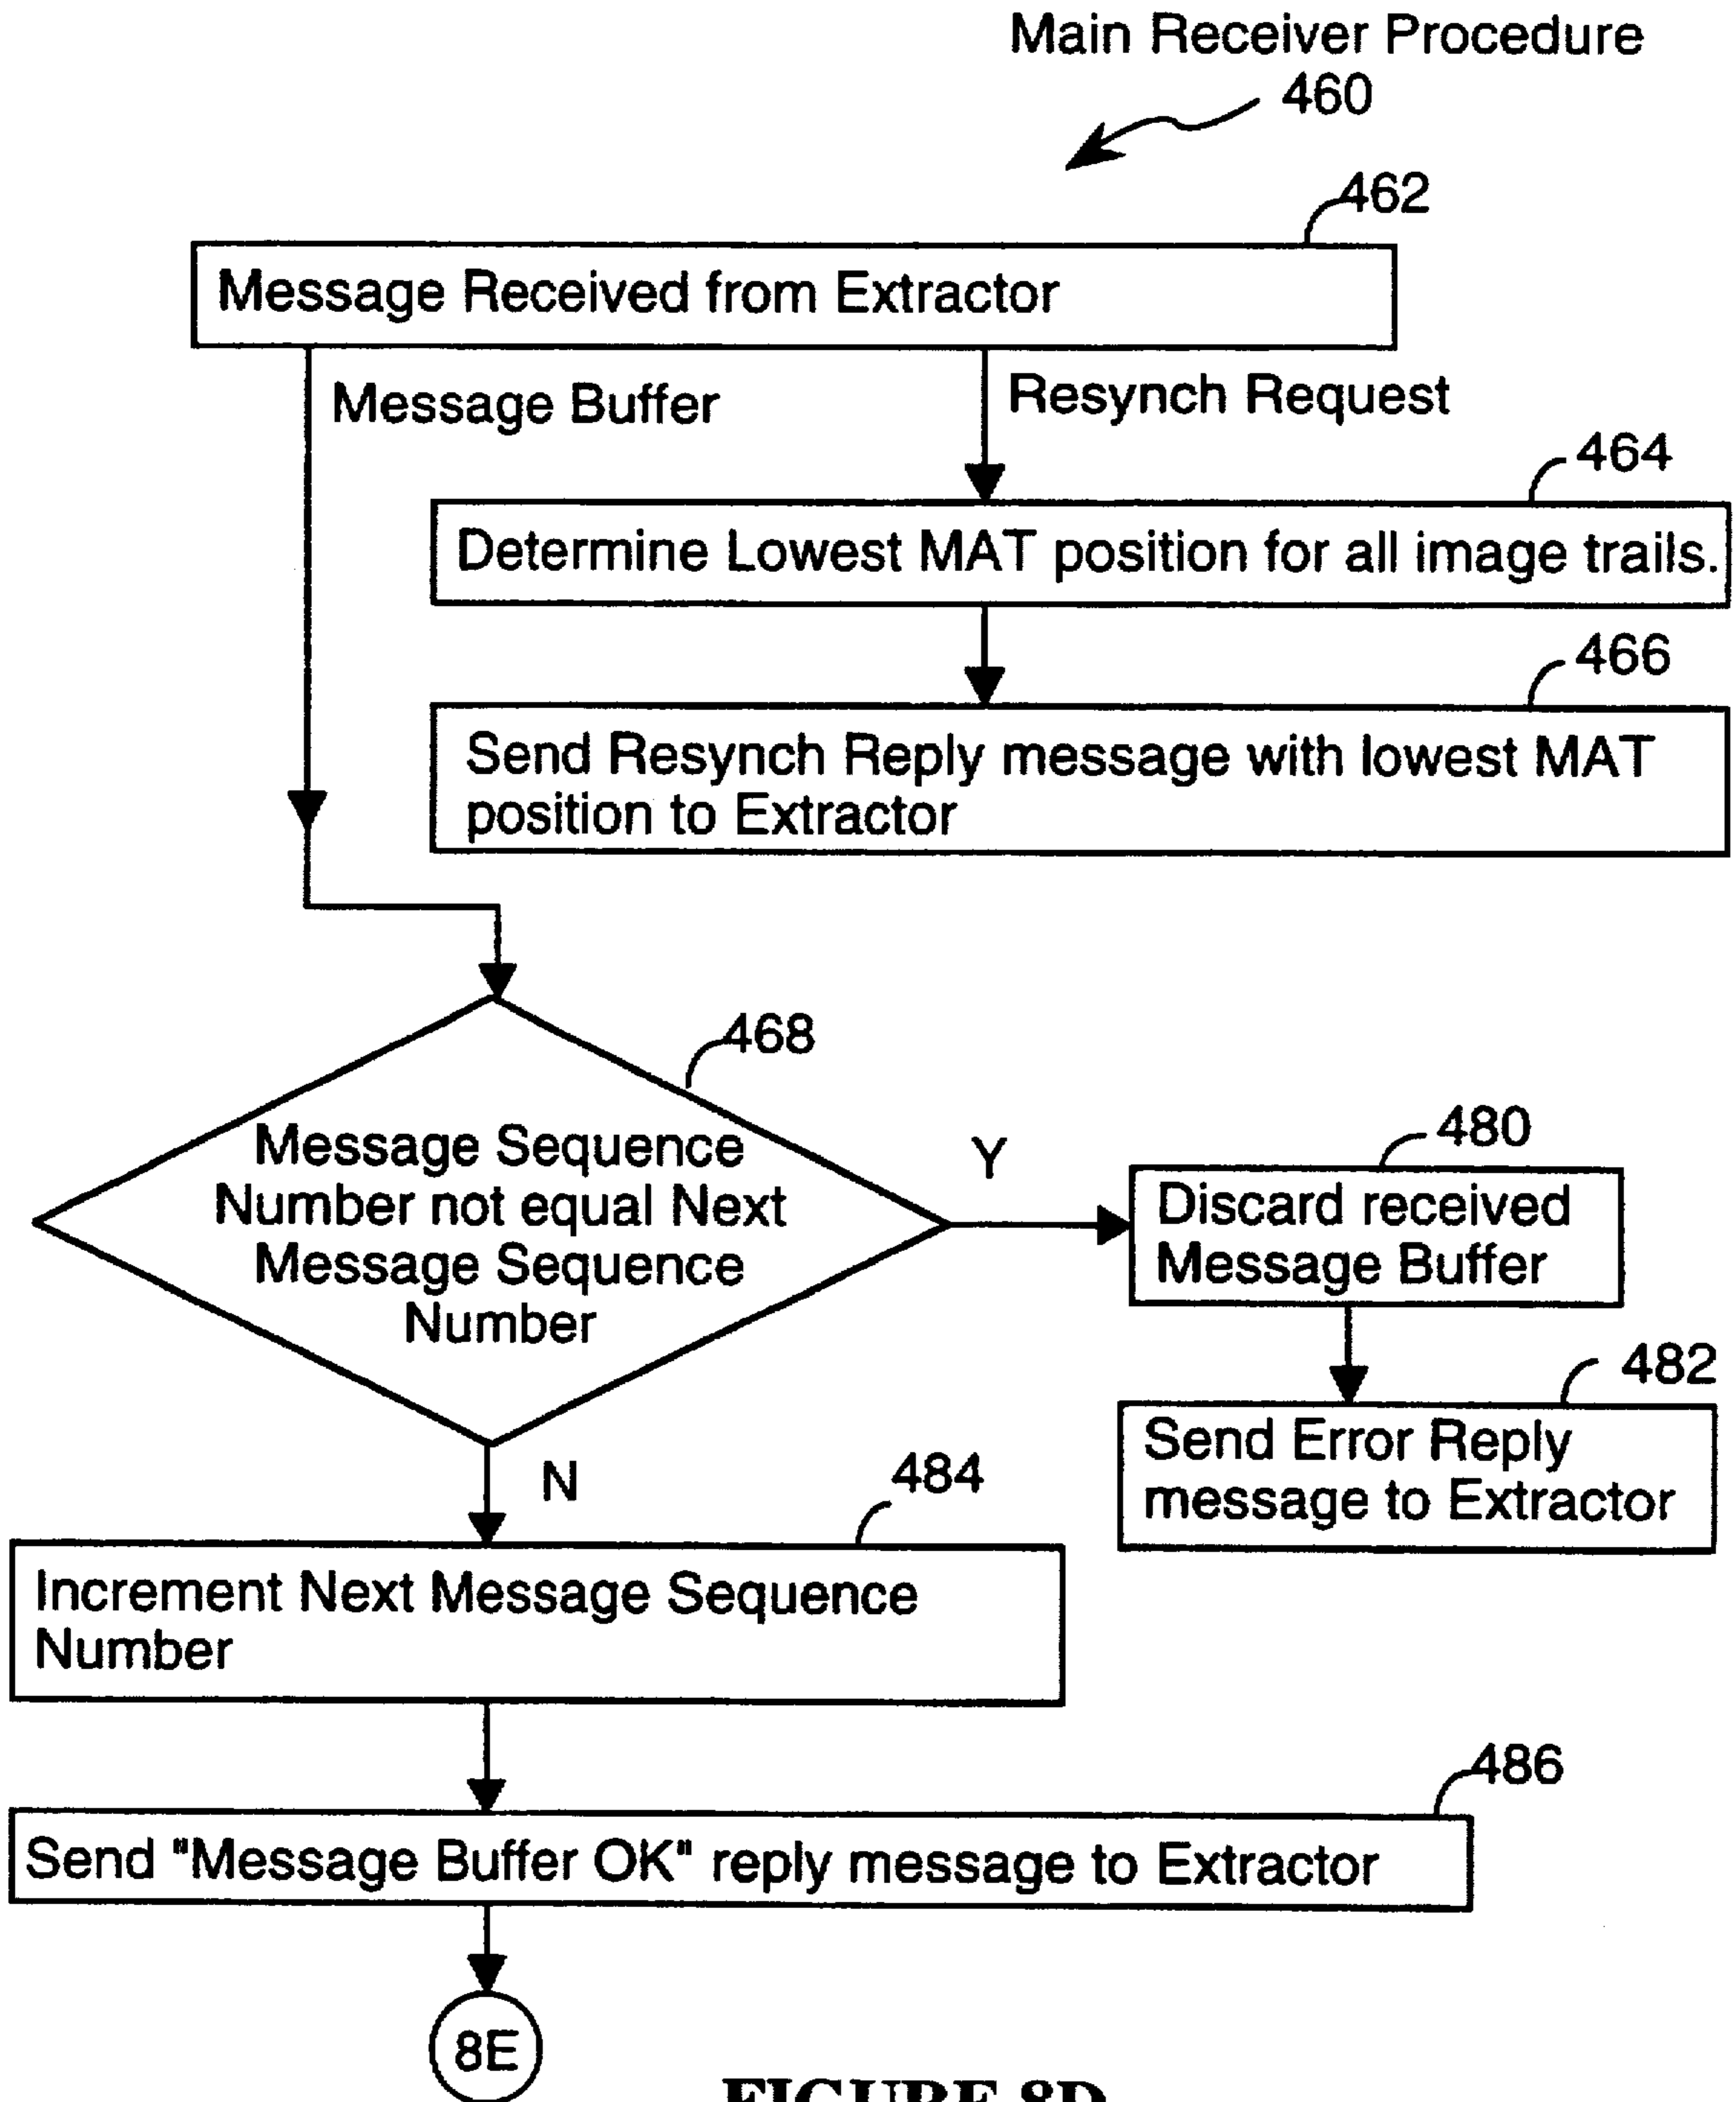 Main Receiver Procedure
460
462
Message Received from Extractor
Message Buffer
Resynch Request
464
Determine Lowest MAT position for all image trails.
466
Send Resynch Reply message with lowest MAT
position to Extractor
468
Message Sequence
Number not equal Next
Message Sequence
Number
Y
480
Discard received
Message Buffer
482
Send Error Reply
message to Extractor
N
484
Increment Next Message Sequence
Number
486
Send "Message Buffer OK" reply message to Extractor
8E
FIGURE 8D